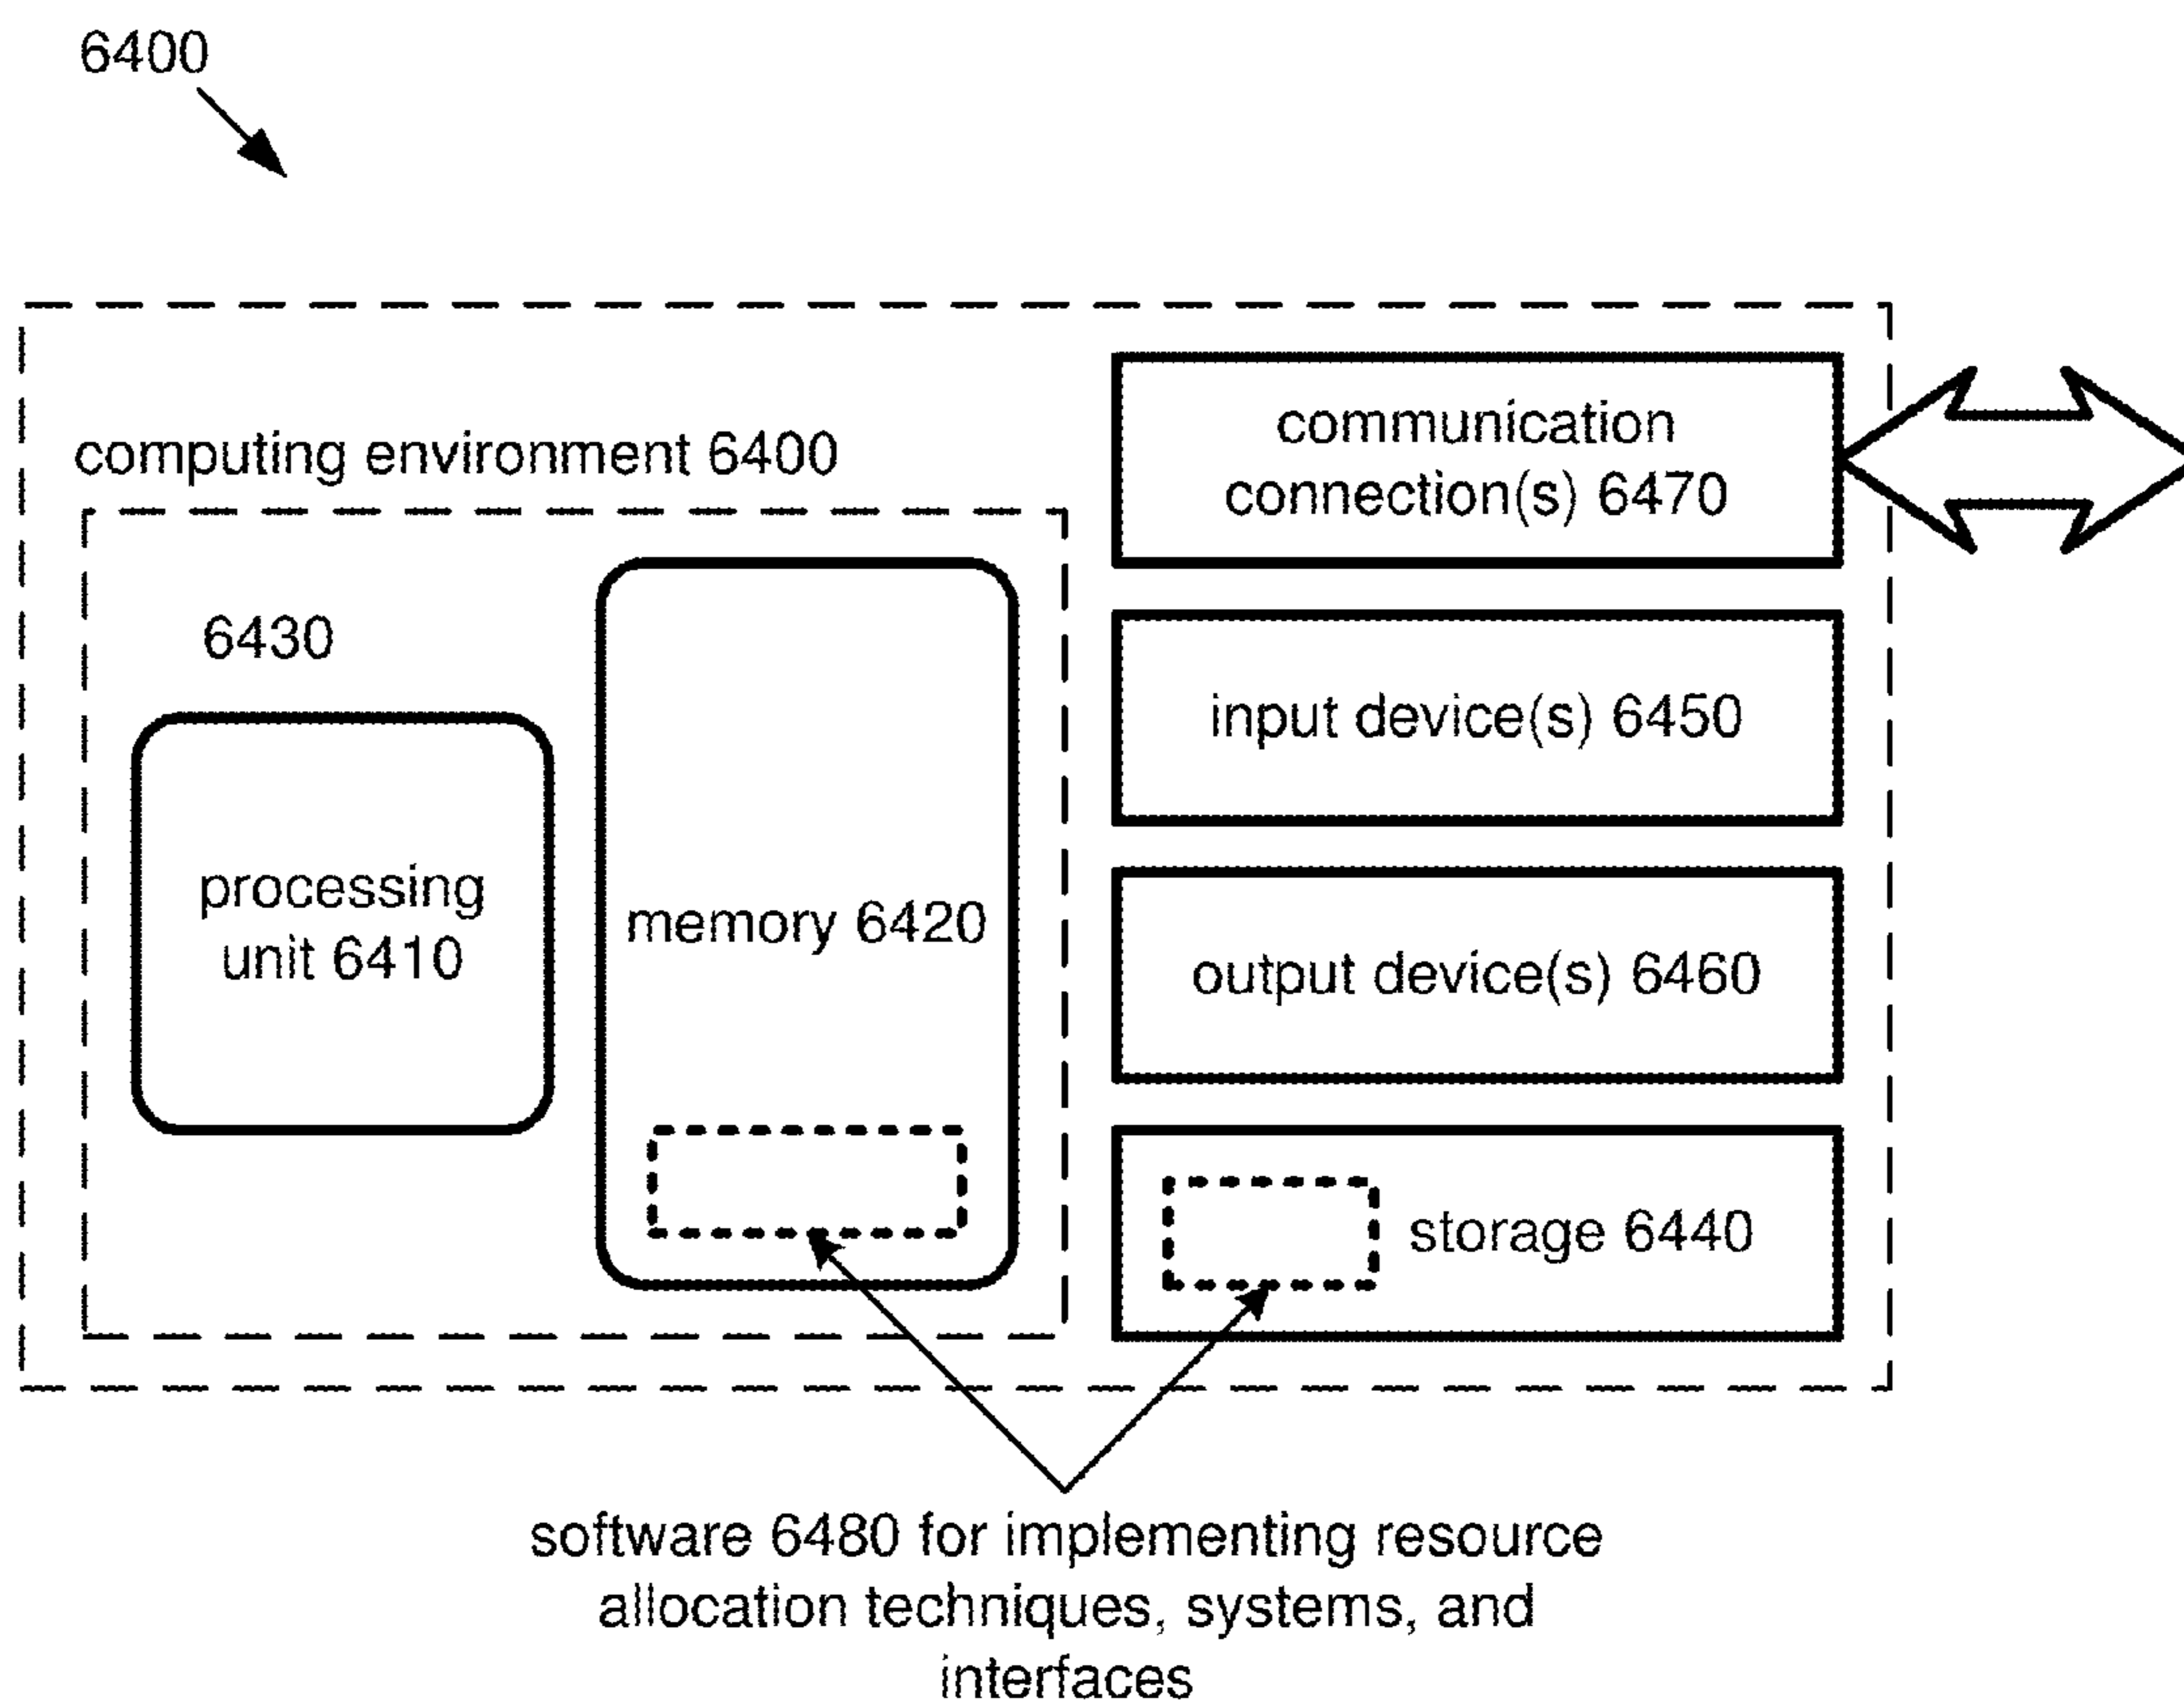 6400
computing environment 6400
communication
connection(s) 6470
6430
input device(s) 6450
processing
unit 6410
memory 6420
output device(s) 6460
storage 6440
software 6480 for implementing resource
allocation techniques, systems, and
interfaces